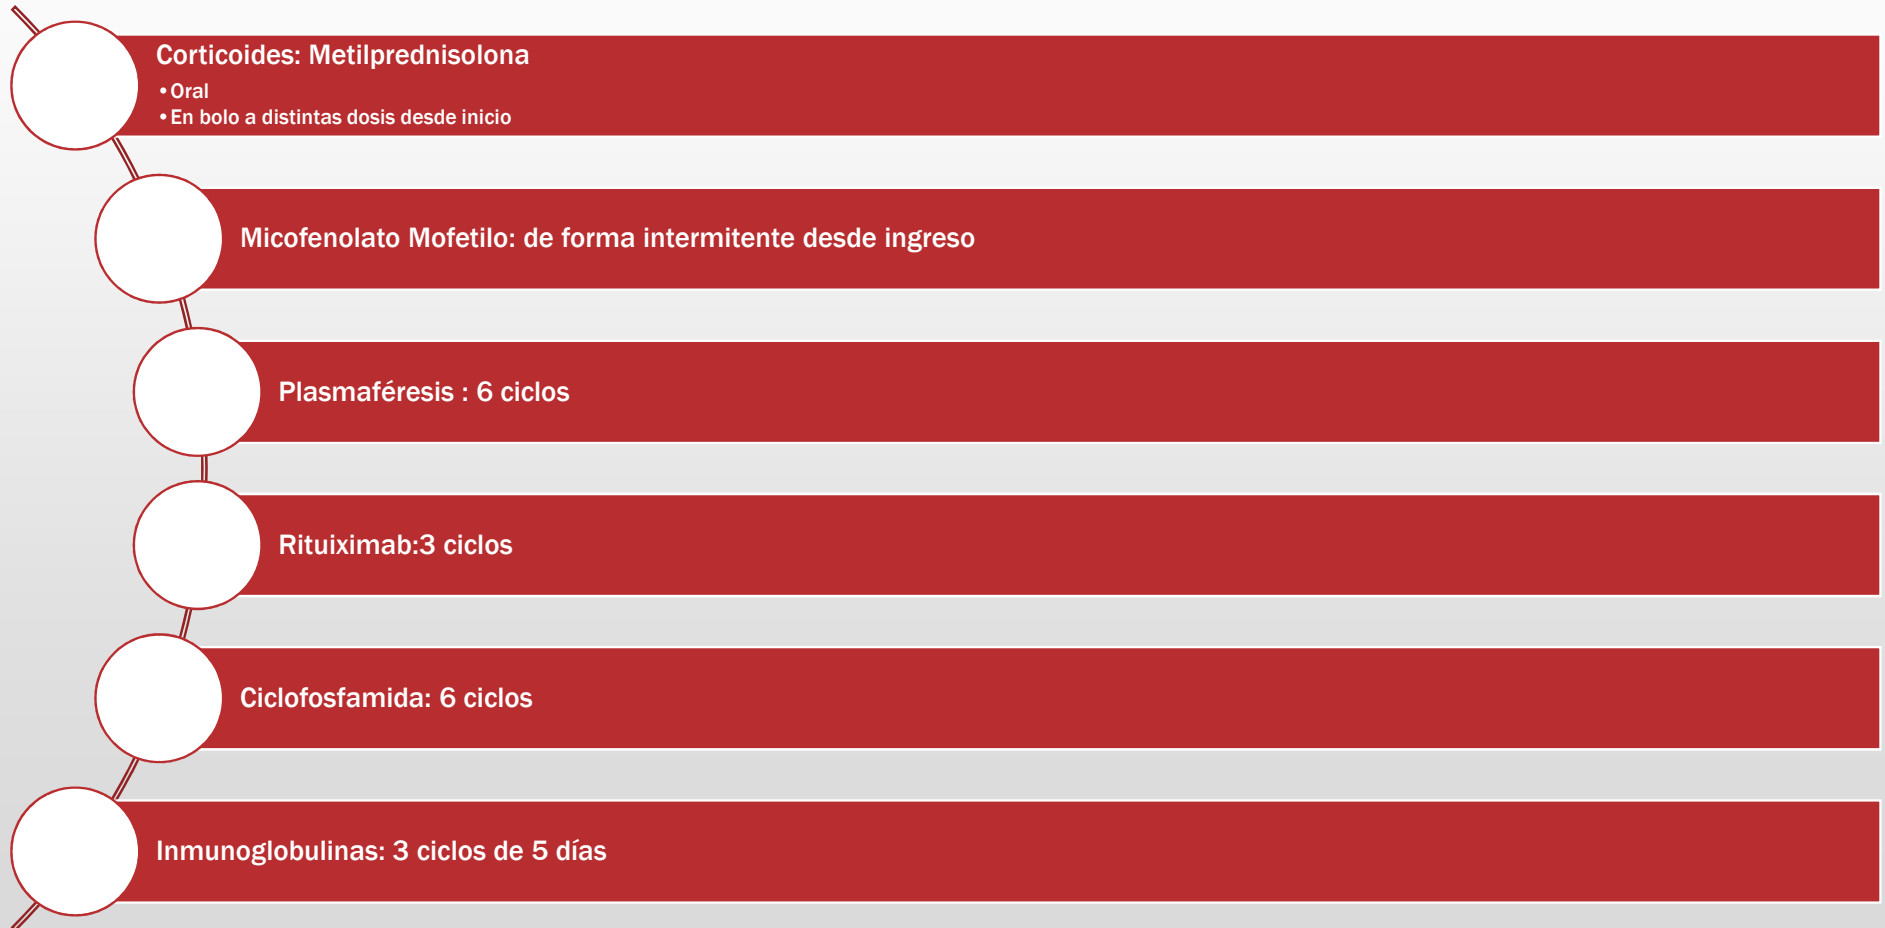 Corticoides: Metilprednisolona
•Oral
•En bolo a distintas dosis desde inicio
Micofenolato Mofetilo: de forma intermitente desde ingreso
Plasmaféresis : 6 ciclos
Rituiximab:3 ciclos
Ciclofosfamida: 6 ciclos
Inmunoglobulinas: 3 ciclos de 5 días